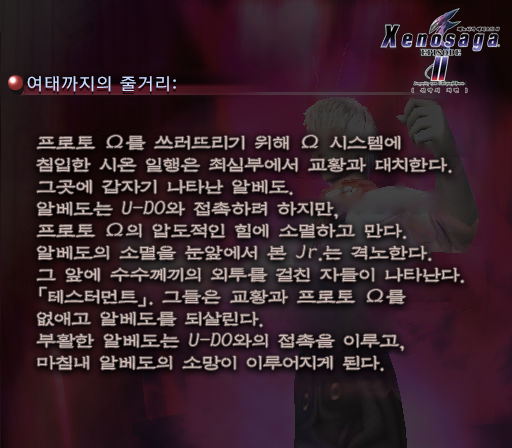 Xenosaga
EPISODE
II
[ 선악의 피안 ]
여태까지의 줄거리:
프로토 Ω를 쓰러뜨리기 위해 Ω 시스템에
침입한 시온 일행은 최심부에서 교황과 대치한다.
그곳에 갑자기 나타난 알베도.
알베도는 U-DO와 접촉하려 하지만,
프로토 Ω의 압도적인 힘에 소멸하고 만다.
알베도의 소멸을 눈앞에서 본 Jr.는 격노한다.
그 앞에 수수께끼의 외투를 걸친 자들이 나타난다.
「테스터먼트」. 그들은 교황과 프로토 Ω를
없애고 알베도를 되살린다.
부활한 알베도는 U-DO와의 접촉을 이루고,
마침내 알베도의 소망이 이루어지게 된다.